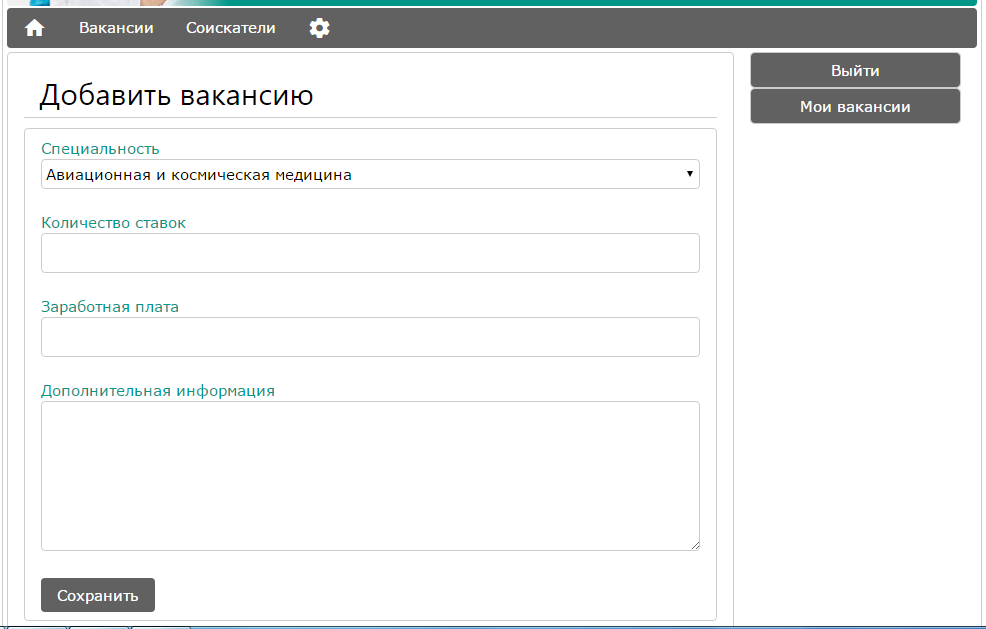 Вакансии Соискатели
Выйти
Мои вакансии
Добавить вакансию
Специальность
Авиационная и космическая медицина
Количество ставок
Заработная плата
Дополнительная информация
Сохранить